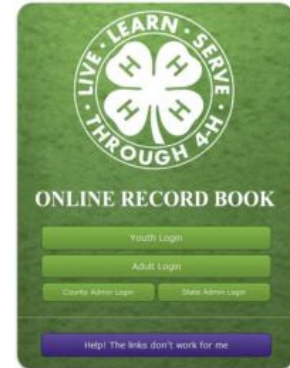 LIVE · LEARN · SERVE
H H
H H
THROUGH 4-H
ONLINE RECORD BOOK
Youth Login
Adult Login
County Admin Login State Admin Login
Help! The links don't work for me